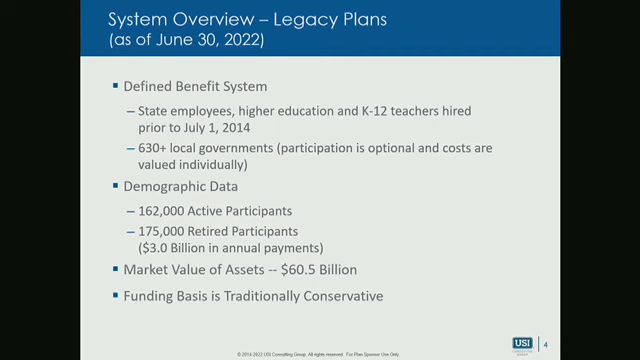 System Overview – Legacy Plans
(as of June 30, 2022)
▪ Defined Benefit System
– State employees, higher education and K-12 teachers hired
prior to July 1, 2014
– 630+ local governments (participation is optional and costs are
valued individually)
▪ Demographic Data
– 162,000 Active Participants
– 175,000 Retired Participants
($3.0 Billion in annual payments)
▪ Market Value of Assets -- $60.5 Billion
▪ Funding Basis is Traditionally Conservative
© 2014-2022 USI Consulting Group. All rights reserved. For Plan Sponsor Use Only.
USI
4